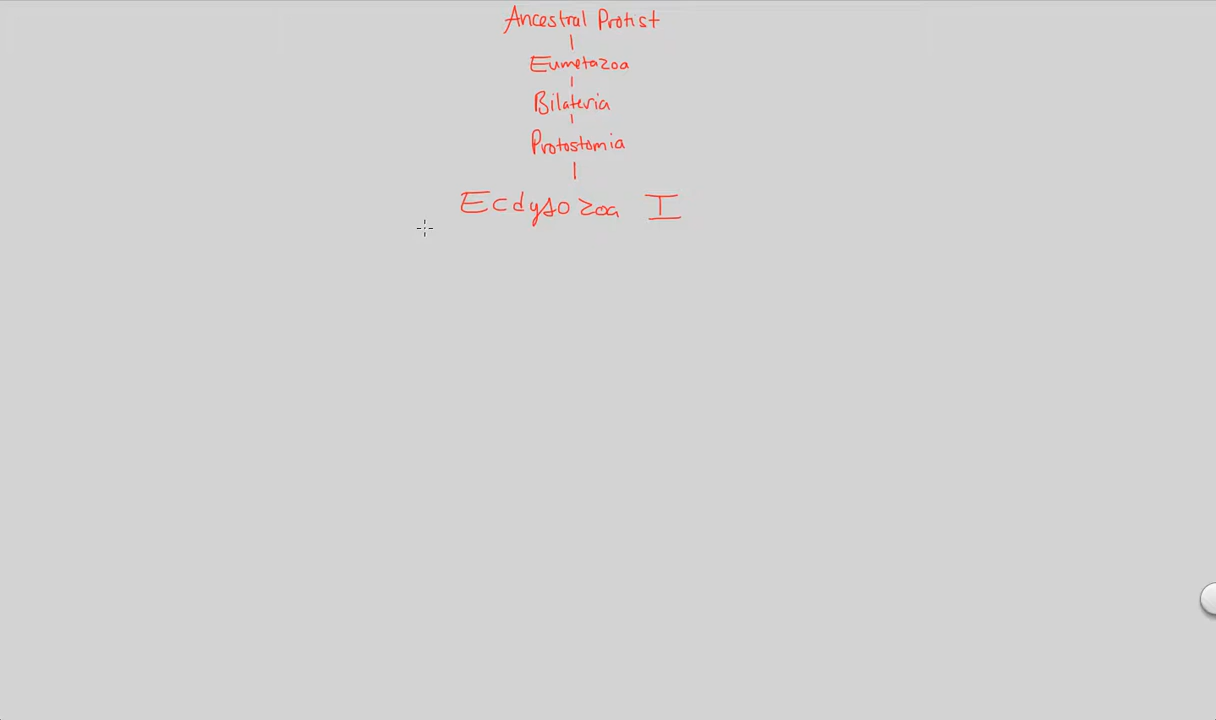 Ancestral Protist
Eumetazoa
Bilateria
Protostomia
Ecdysozoa I